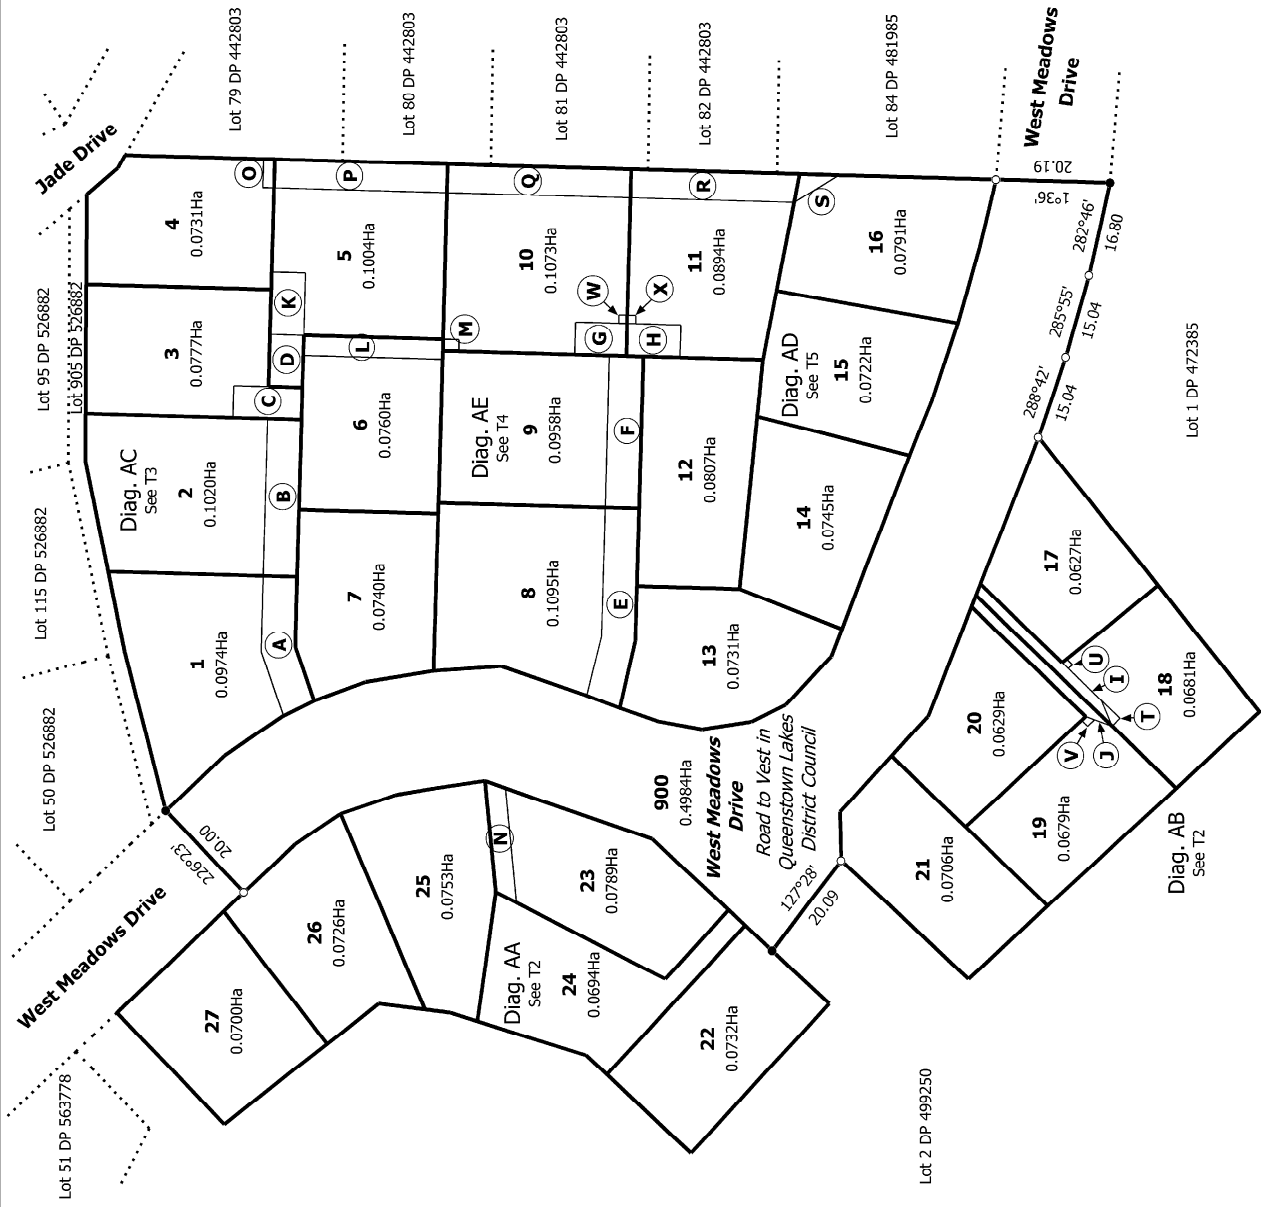 Jade Drive
Lot 79 DP 442803
Lot 80 DP 442803
Lot 81 DP 442803
Lot 82 DP 442803
Lot 84 DP 481985
West Meadows
Drive
20.19
1°36'
282°46'
16.80
285°55'
15.04
288°42'
15.04
Lot 1 DP 472385
Lot 95 DP 526882
Lot 905 DP 526882
Lot 115 DP 526882
Lot 50 DP 526882
West Meadows Drive
226°23'
20.00
Lot 51 DP 563778
Lot 2 DP 499250
4
0.0731Ha
3
0.0777Ha
Diag. AC
See T3
2
0.1020Ha
1
0.0974Ha
O
P
Q
R
S
K
D
C
B
A
L
M
5
0.1004Ha
6
0.0760Ha
7
0.0740Ha
10
0.1073Ha
W
X
G
H
Diag. AE
See T4
9
0.0958Ha
8
0.1095Ha
F
E
11
0.0894Ha
12
0.0807Ha
13
0.0731Ha
16
0.0791Ha
Diag. AD
See T5
15
0.0722Ha
14
0.0745Ha
17
0.0627Ha
18
0.0681Ha
U
I
T
V
J
20
0.0629Ha
19
0.0679Ha
Diag. AB
See T2
21
0.0706Ha
900
0.4984Ha
West Meadows
Drive
Road to Vest in
Queenstown Lakes
District Council
127°28'
20.09
N
23
0.0789Ha
25
0.0753Ha
Diag. AA
See T2
24
0.0694Ha
22
0.0732Ha
26
0.0726Ha
27
0.0700Ha